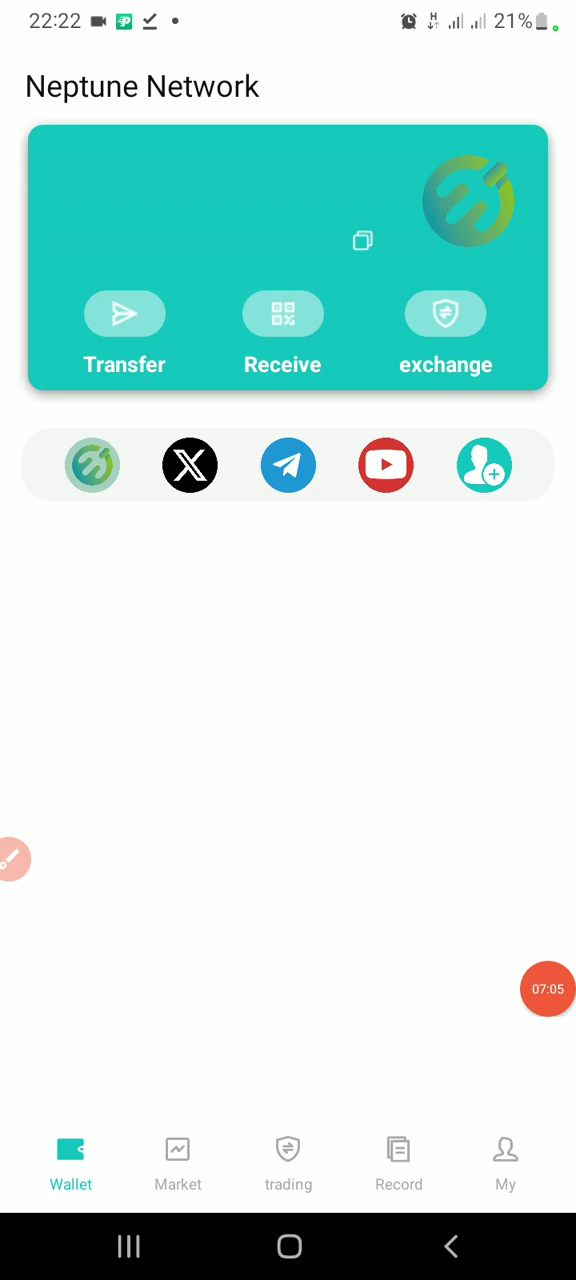 22:22
H
21%
Neptune Network
Transfer Receive exchange
07:05
Wallet Market trading Record My